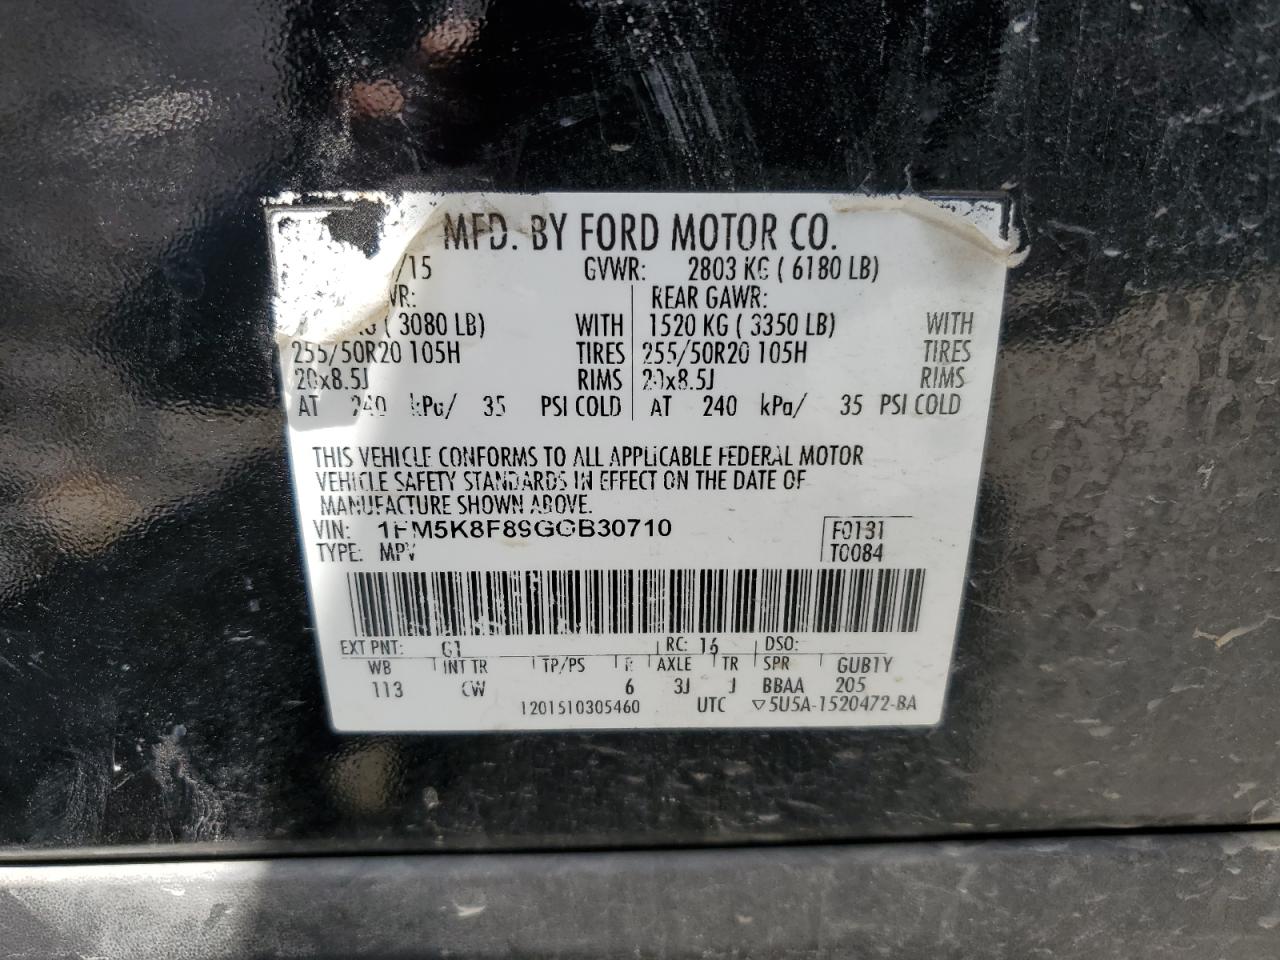 MFD. BY FORD MOTOR CO.
/15 GVWR: 2803 KG ( 6180 LB)
VR: REAR GAWR:
KG ( 3080 LB) WITH 1520 KG ( 3350 LB) WITH
255/50R20 105H TIRES 255/50R20 105H TIRES
20x8.5J RIMS 20x8.5J RIMS
AT 240 kPa/ 35 PSI COLD AT 240 kPa/ 35 PSI COLD
THIS VEHICLE CONFORMS TO ALL APPLICABLE FEDERAL MOTOR
VEHICLE SAFETY STANDARDS IN EFFECT ON THE DATE OF
MANUFACTURE SHOWN ABOVE.
VIN: 1FM5K8F89GGB30710 F0131
TYPE: MPV T0084
EXT PNT: G1 RC: 16 DSO:
WB INT TR TP/PS R AXLE TR SPR GUB1Y
113 CW 6 3J J BBAA 205
1201510305460 UTC ▽5U5A-1520472-BA